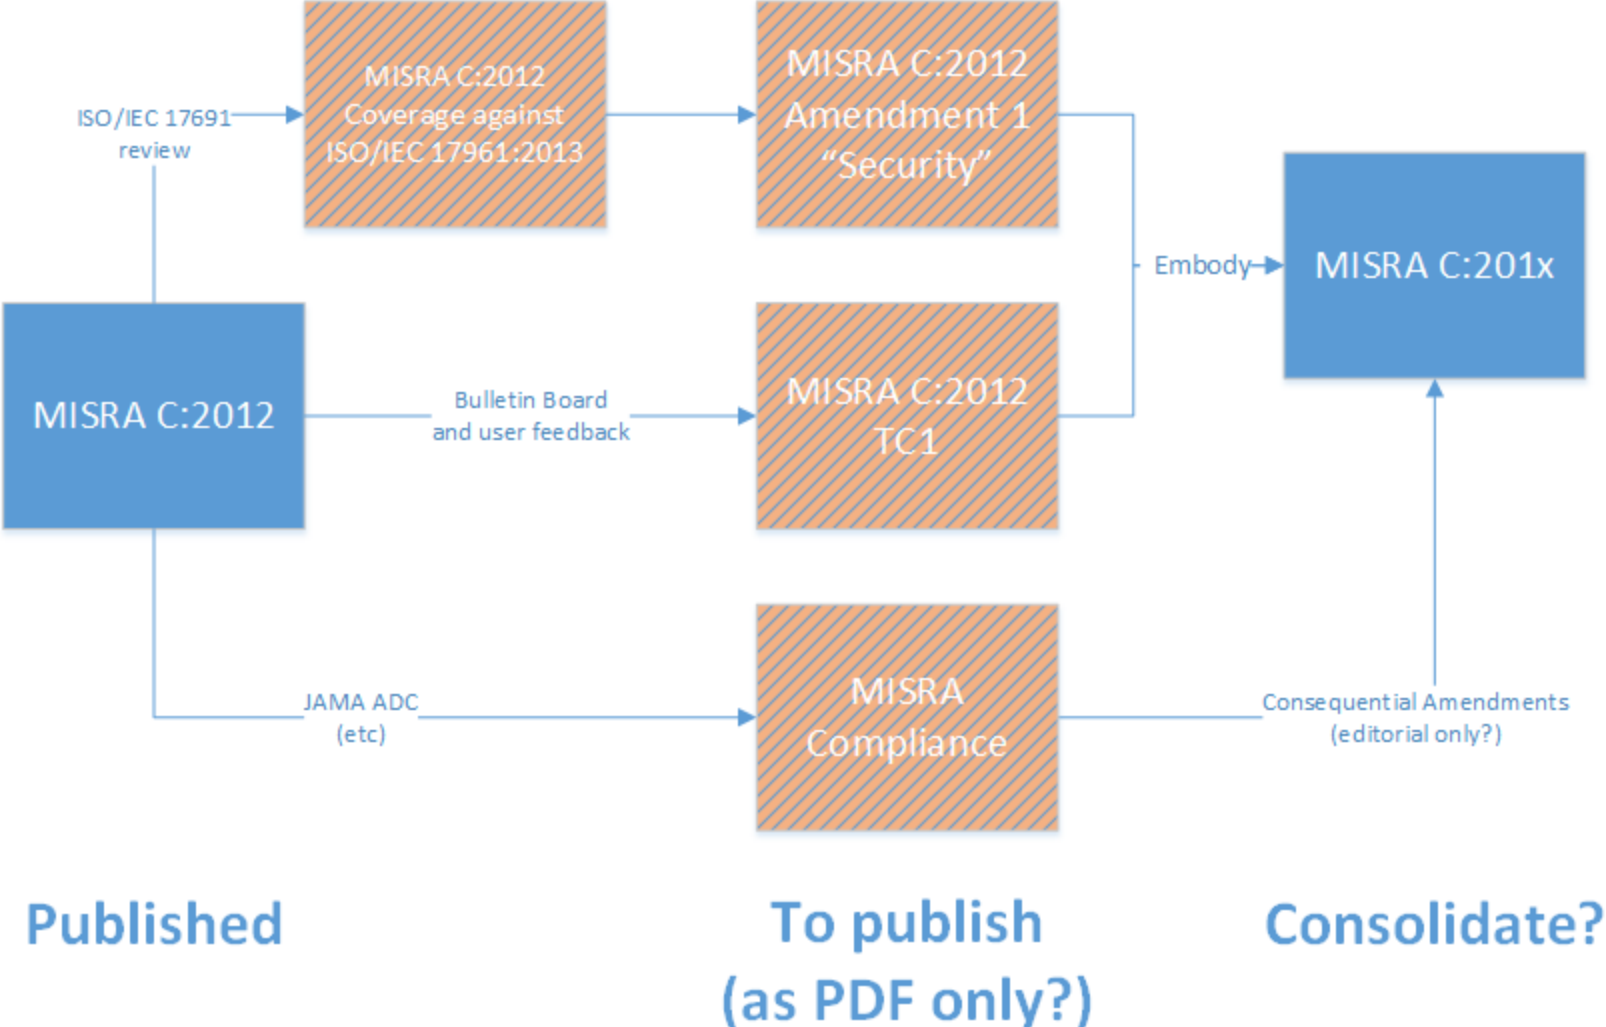 MISRA C:2012
Coverage against
ISO/IEC 17961:2013
MISRA C:2012
Amendment 1
“Security”
ISO/IEC 17691
review
Embody
MISRA C:201x
MISRA C:2012
Bulletin Board
and user feedback
MISRA C:2012
TC1
JAMA ADC
(etc)
MISRA
Compliance
Consequential Amendments
(editorial only?)
Published
To publish
(as PDF only?)
Consolidate?